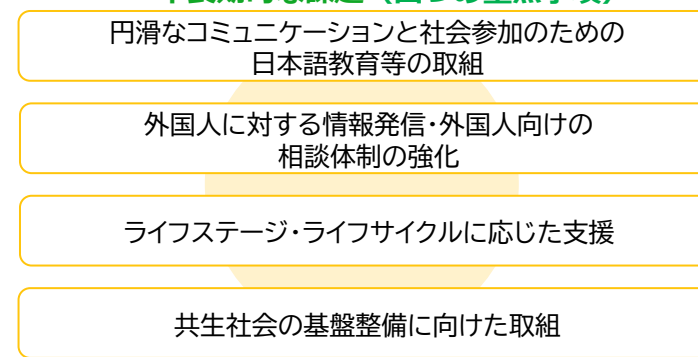 円滑なコミュニケーションと社会参加のための
日本語教育等の取組
外国人に対する情報発信・外国人向けの
相談体制の強化
ライフステージ・ライフサイクルに応じた支援
共生社会の基盤整備に向けた取組